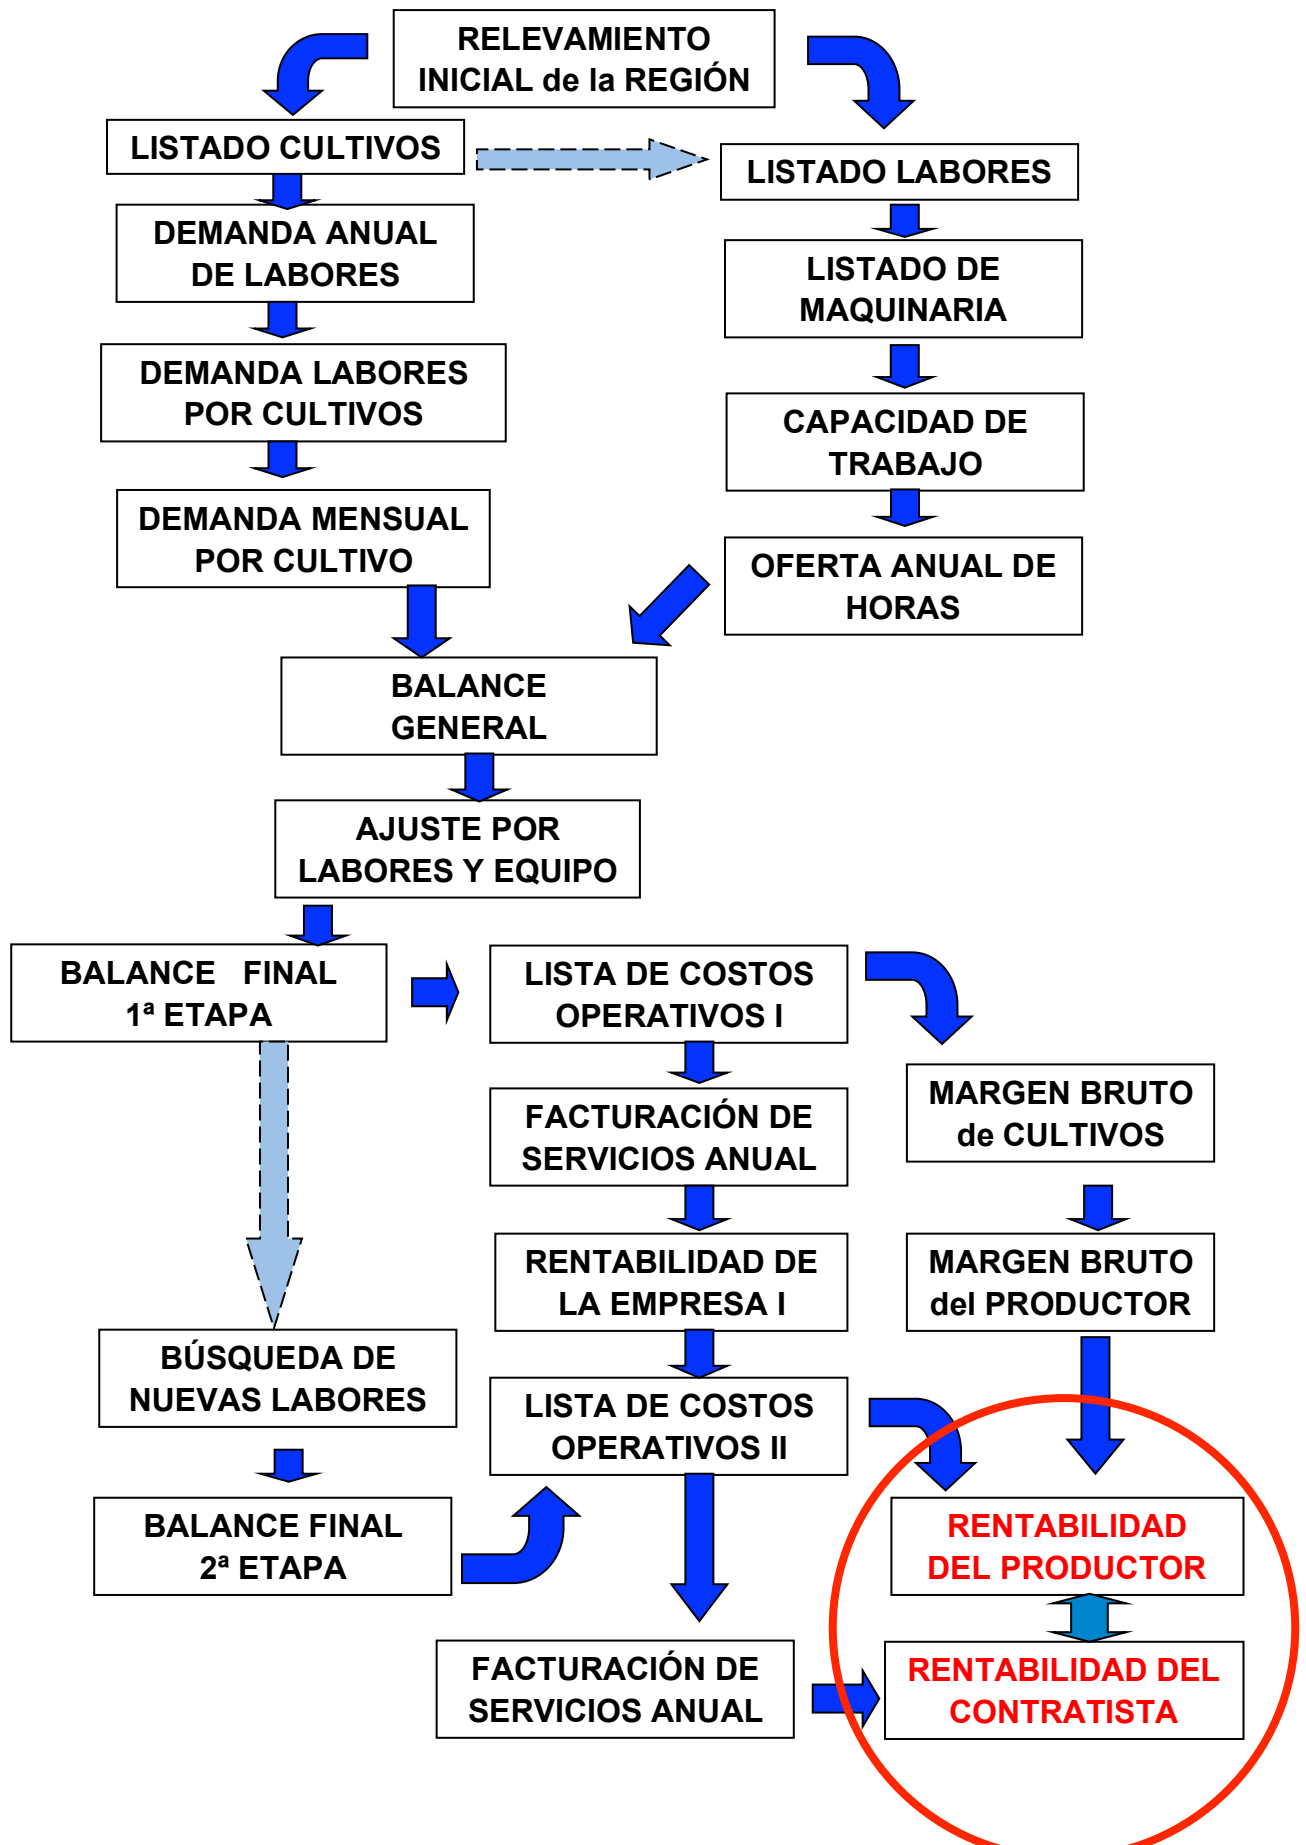 RELEVAMIENTO
INICIAL de la REGIÓN
LISTADO CULTIVOS
LISTADO LABORES
DEMANDA ANUAL
DE LABORES
LISTADO DE
MAQUINARIA
DEMANDA LABORES
POR CULTIVOS
CAPACIDAD DE
TRABAJO
DEMANDA MENSUAL
POR CULTIVO
OFERTA ANUAL DE
HORAS
BALANCE
GENERAL
AJUSTE POR
LABORES Y EQUIPO
BALANCE FINAL
1ª ETAPA
LISTA DE COSTOS
OPERATIVOS I
FACTURACIÓN DE
SERVICIOS ANUAL
MARGEN BRUTO
de CULTIVOS
RENTABILIDAD DE
LA EMPRESA I
MARGEN BRUTO
del PRODUCTOR
BÚSQUEDA DE
NUEVAS LABORES
LISTA DE COSTOS
OPERATIVOS II
BALANCE FINAL
2ª ETAPA
RENTABILIDAD
DEL PRODUCTOR
FACTURACIÓN DE
SERVICIOS ANUAL
RENTABILIDAD DEL
CONTRATISTA